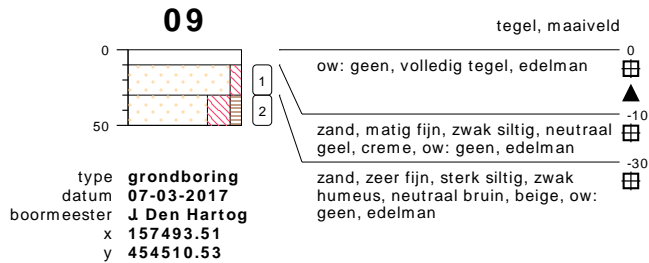 09
tegel, maaiveld
0
0
ow: geen, volledig tegel, edelman
1
-10
2
zand, matig fijn, zwak siltig, neutraal
geel, creme, ow: geen, edelman
50
-30
zand, zeer fijn, sterk siltig, zwak
humeus, neutraal bruin, beige, ow:
geen, edelman
type grondboring
datum 07-03-2017
boormeester J Den Hartog
x 157493.51
y 454510.53